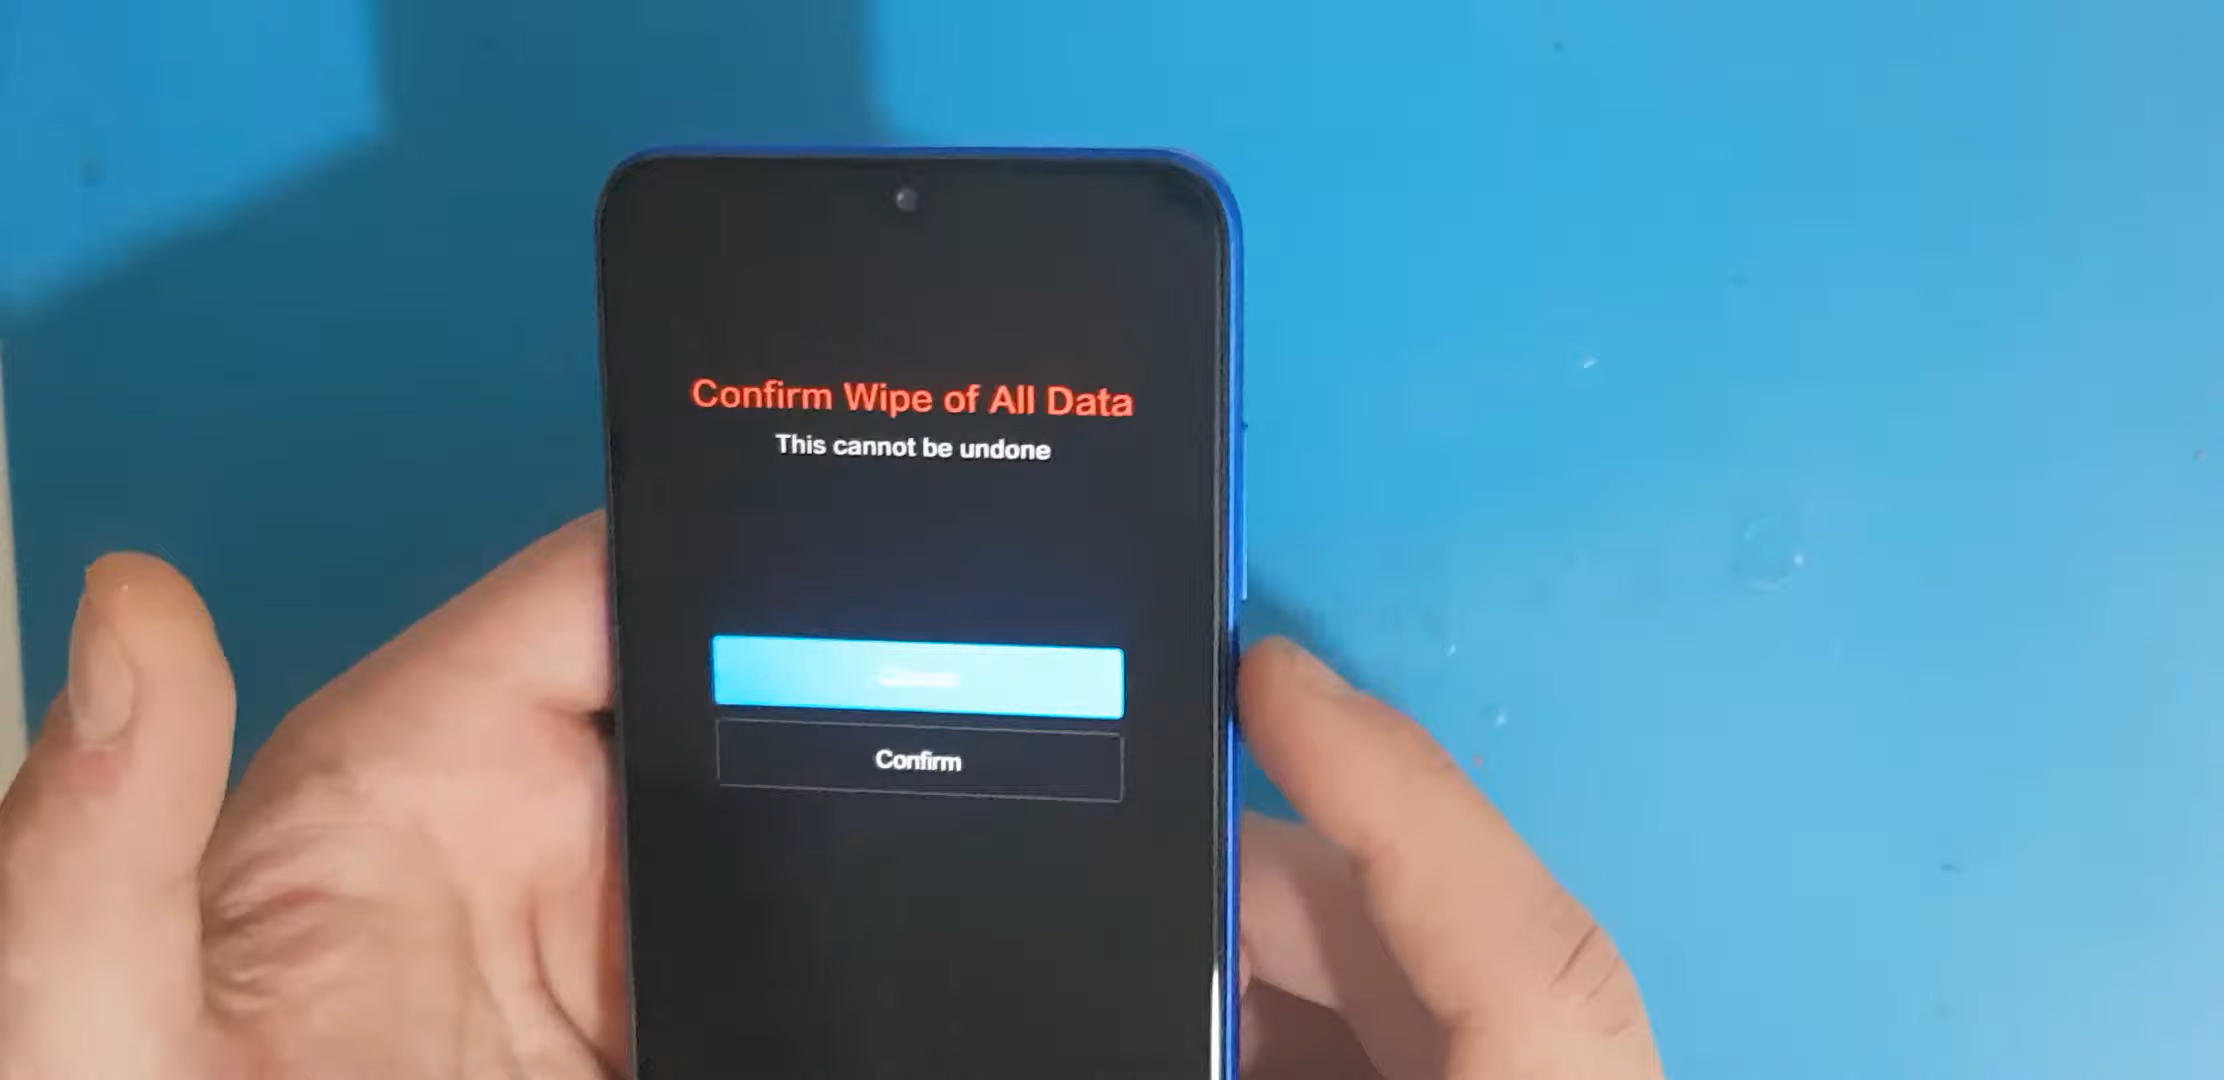 Confirm Wipe of All Data
This cannot be undone
Confirm